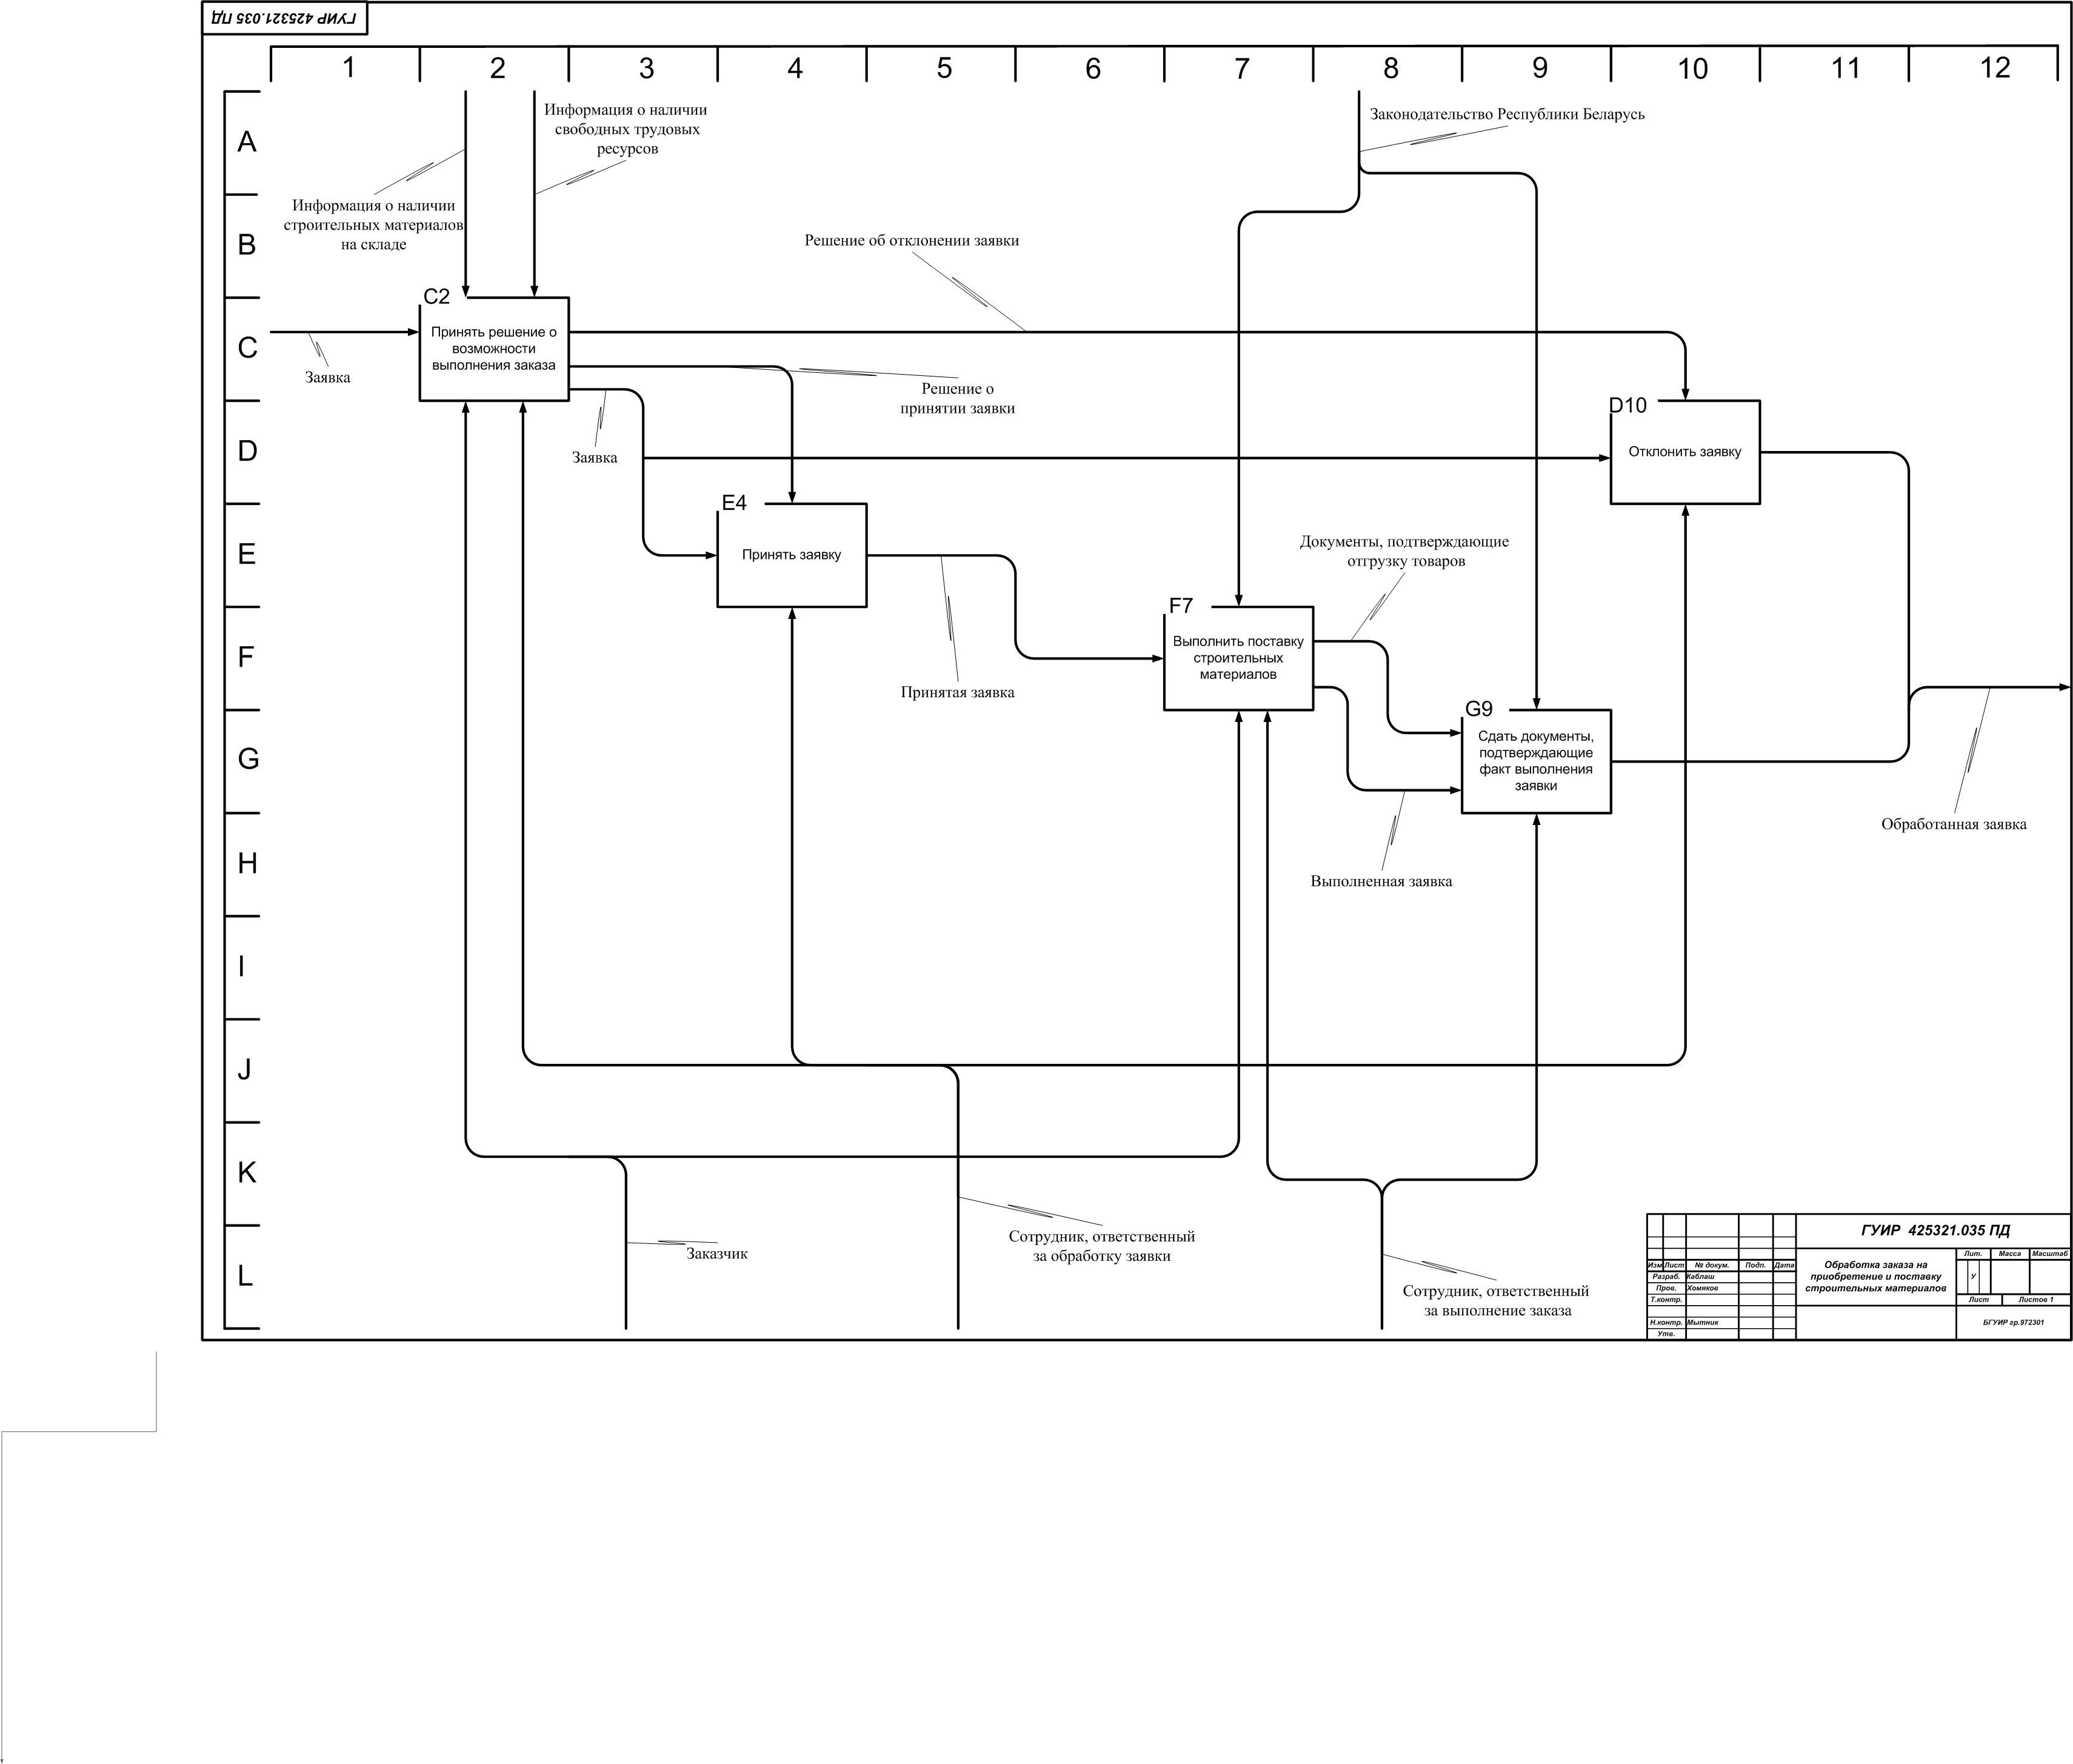 ГУИР 425321.035 ПД
1 2 3 4 5 6 7 8 9 10 11 12
A
B
C
D
E
F
G
H
I
J
K
L
Информация о наличии
свободных трудовых
ресурсов
Законодательство Республики Беларусь
Информация о наличии
строительных материалов
на складе
Решение об отклонении заявки
C2
Принять решение о
возможности
выполнения заказа
Заявка
Решение о
принятии заявки
Заявка
D10
Отклонить заявку
E4
Принять заявку
Документы, подтверждающие
отгрузку товаров
F7
Выполнить поставку
строительных
материалов
Принятая заявка
G9
Сдать документы,
подтверждающие
факт выполнения
заявки
Обработанная заявка
Выполненная заявка
Заказчик
Сотрудник, ответственный
за обработку заявки
Сотрудник, ответственный
за выполнение заказа
ГУИР 425321.035 ПД
Изм Лист № докум. Подп. Дата
Разраб. Каблаш
Пров. Хомяков
Т.контр.
Н.контр. Мытник
Утв.
Обработка заказа на
приобретение и поставку
строительных материалов
Лит. Масса Масштаб
У
Лист Листов 1
БГУИР гр.972301